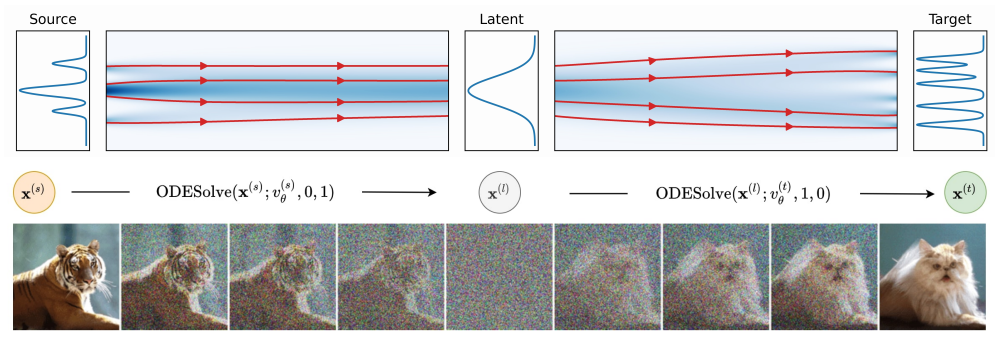 Source Latent Target
x^{(s)} ODESolve(x^{(s)}; v_θ^{(s)}, 0, 1) x^{(l)} ODESolve(x^{(l)}; v_θ^{(t)}, 1, 0) x^{(t)}